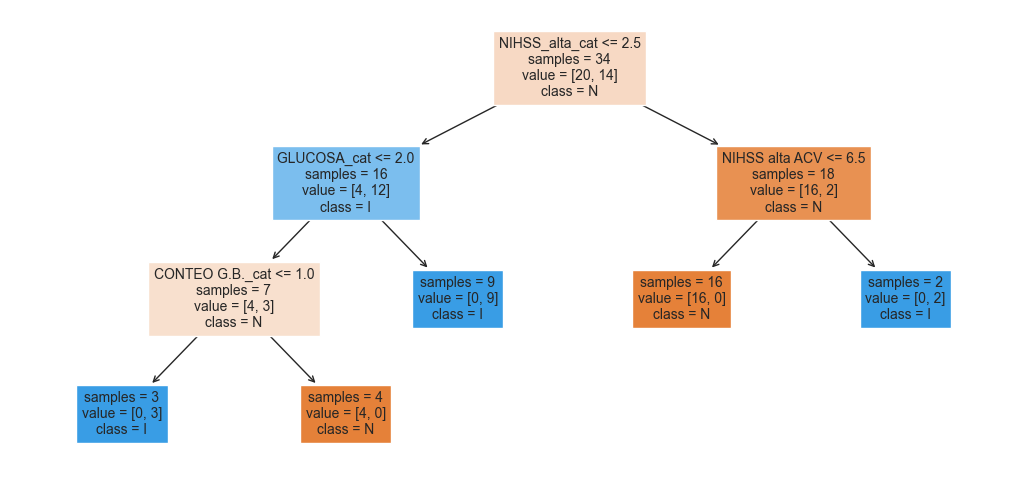 NIHSS_alta_cat <= 2.5
samples = 34
value = [20, 14]
class = N
GLUCOSA_cat <= 2.0
samples = 16
value = [4, 12]
class = I
NIHSS alta ACV <= 6.5
samples = 18
value = [16, 2]
class = N
CONTEO G.B._cat <= 1.0
samples = 7
value = [4, 3]
class = N
samples = 9
value = [0, 9]
class = I
samples = 16
value = [16, 0]
class = N
samples = 2
value = [0, 2]
class = I
samples = 3
value = [0, 3]
class = I
samples = 4
value = [4, 0]
class = N